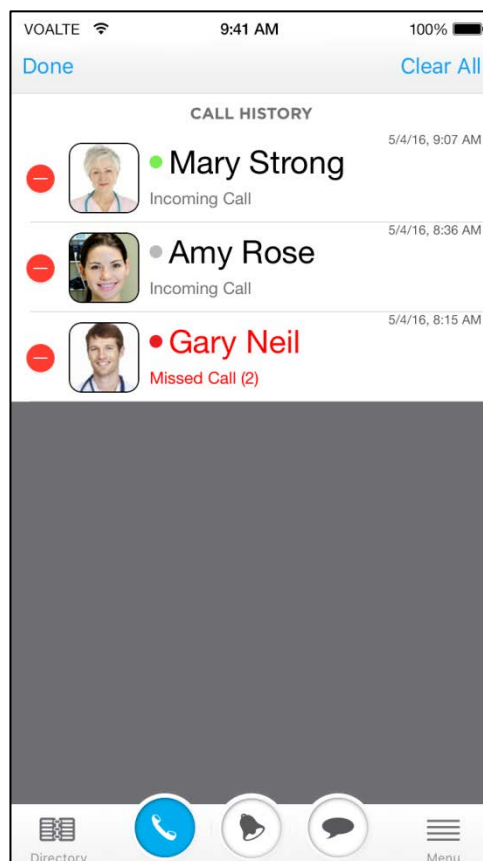 VOALTE 9:41 AM 100%
Done Clear All
CALL HISTORY
5/4/16, 9:07 AM
Mary Strong
Incoming Call
5/4/16, 8:36 AM
Amy Rose
Incoming Call
5/4/16, 8:15 AM
Gary Neil
Missed Call (2)
Directory Menu